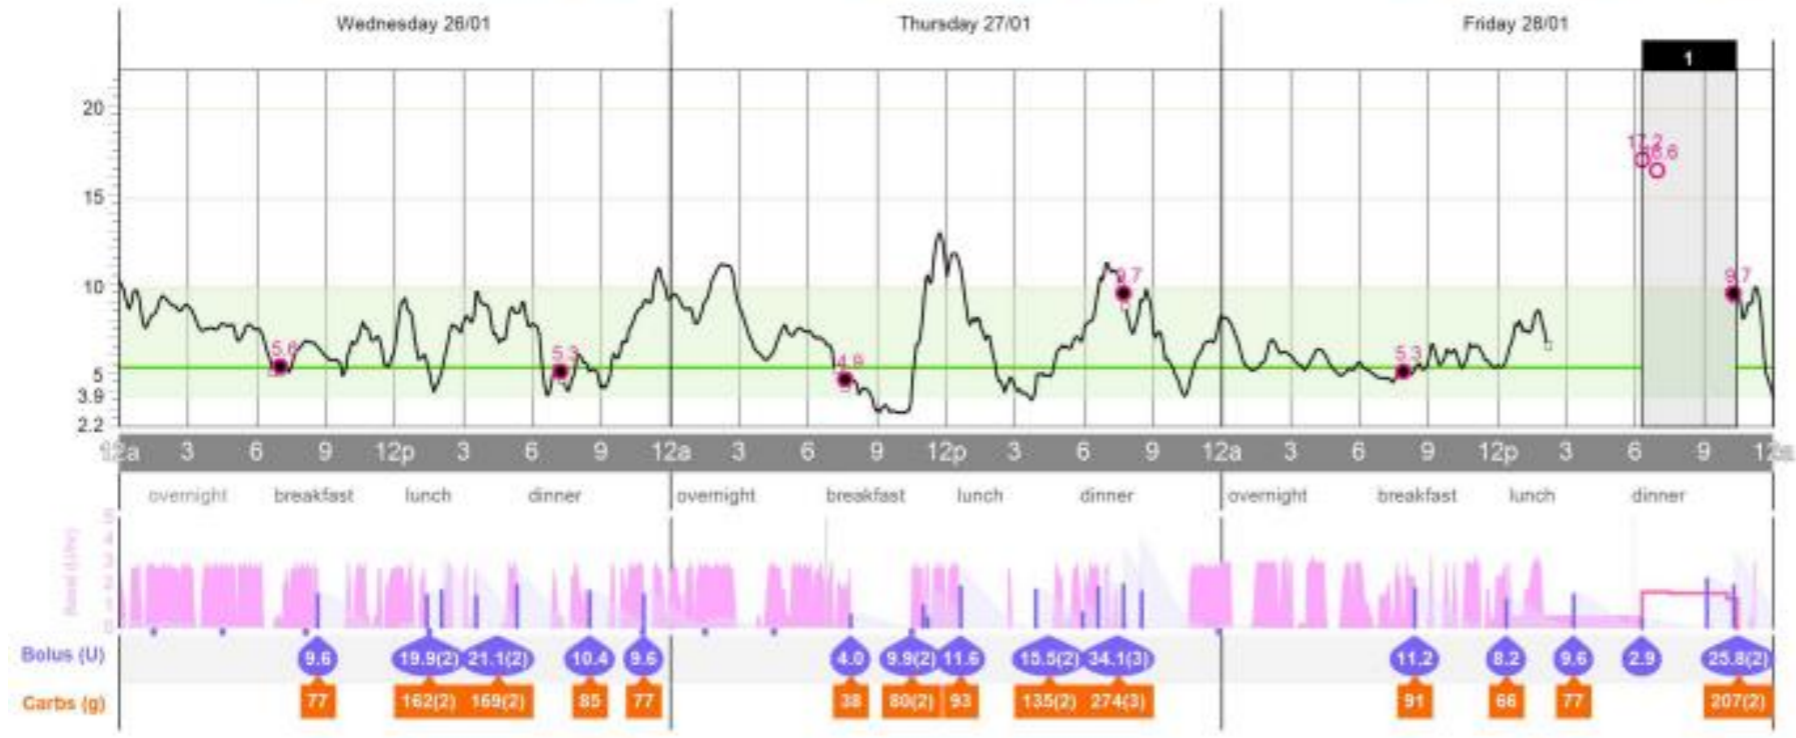 Wednesday 26/01 Thursday 27/01 Friday 28/01
1
20
17.2
16.6
15
10
9.7 9.7
5.6 5.3 4.9 5.3
5
3.9
2.2
12a 3 6 9 12p 3 6 9 12a 3 6 9 12p 3 6 9 12a 3 6 9 12p 3 6 9 12a
overnight breakfast lunch dinner overnight breakfast lunch dinner overnight breakfast lunch dinner
Basal (U/hr)
Bolus (U) 9.6 19.9(2) 21.1(2) 10.4 9.6 4.0 9.9(2) 11.6 15.5(2) 34.1(3) 11.2 8.2 9.6 2.9 25.8(2)
Carbs (g) 77 162(2) 169(2) 85 77 38 80(2) 93 135(2) 274(3) 91 66 77 207(2)